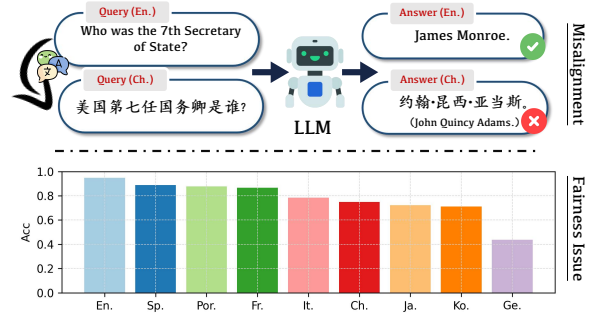 Query (En.)
Who was the 7th Secretary
of State?
Query (Ch.)
美国第七任国务卿是谁?
LLM
Answer (En.)
James Monroe.
Answer (Ch.)
约翰·昆西·亚当斯。
(John Quincy Adams.)
Misalignment
A
文
1.0
0.8
0.6
0.4
0.2
0.0
Acc
En.
Sp.
Por.
Fr.
It.
Ch.
Ja.
Ko.
Ge.
Fairness Issue